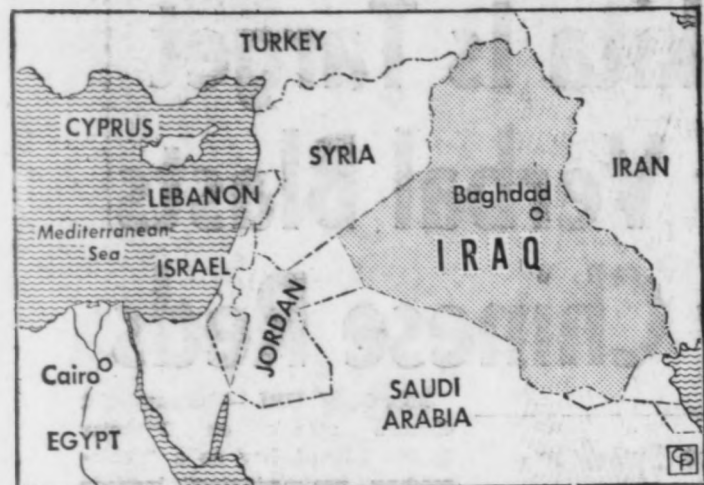 TURKEY
CYPRUS
SYRIA
IRAN
LEBANON
Baghdad
Mediterranean
Sea
ISRAEL
IRAQ
JORDAN
Cairo
SAUDI
ARABIA
EGYPT
CP